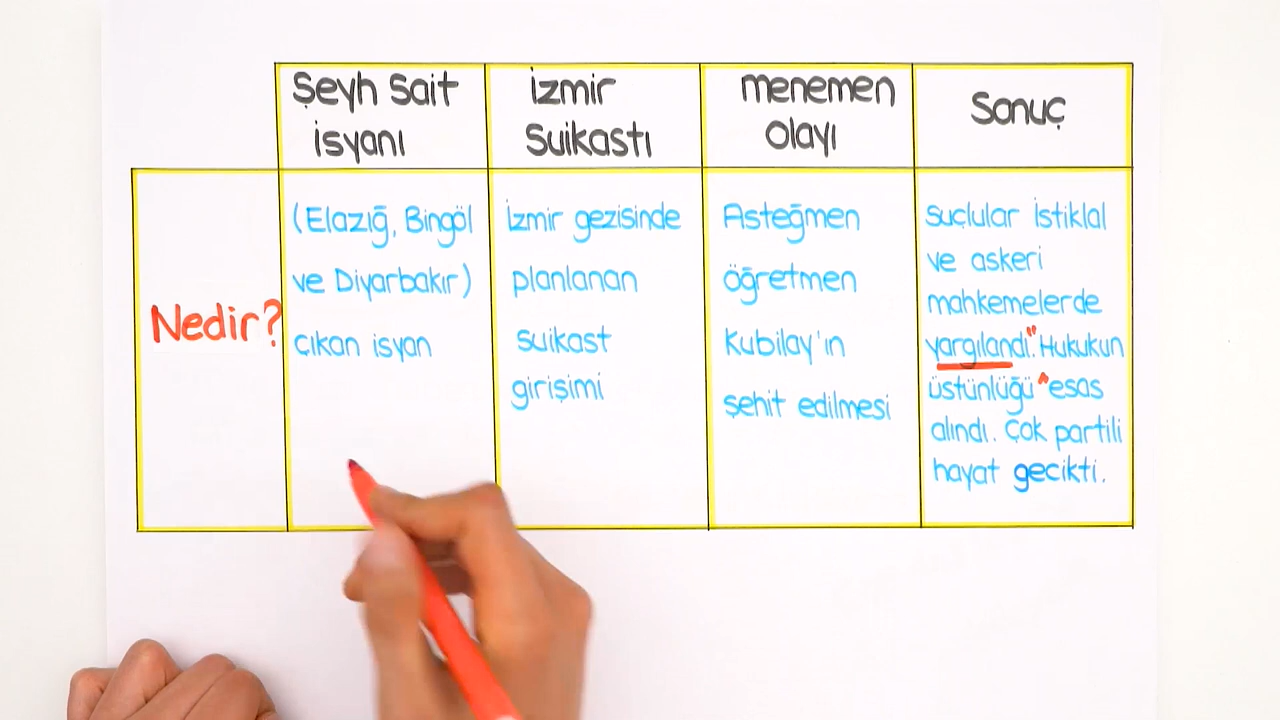 Şeyh Sait
isyanı
İzmir
Suikastı
menemen
Olayı
Sonuç
Nedir?
(Elazığ, Bingöl
ve Diyarbakır)
çıkan isyan
İzmir gezisinde
planlanan
suikast
girişimi
Asteğmen
öğretmen
Kubilay'ın
şehit edilmesi
suçlular İstiklal
ve askeri
mahkemelerde
yargılandı."Hukukun
üstünlüğü"esas
alındı. Çok partili
hayat gecikti.